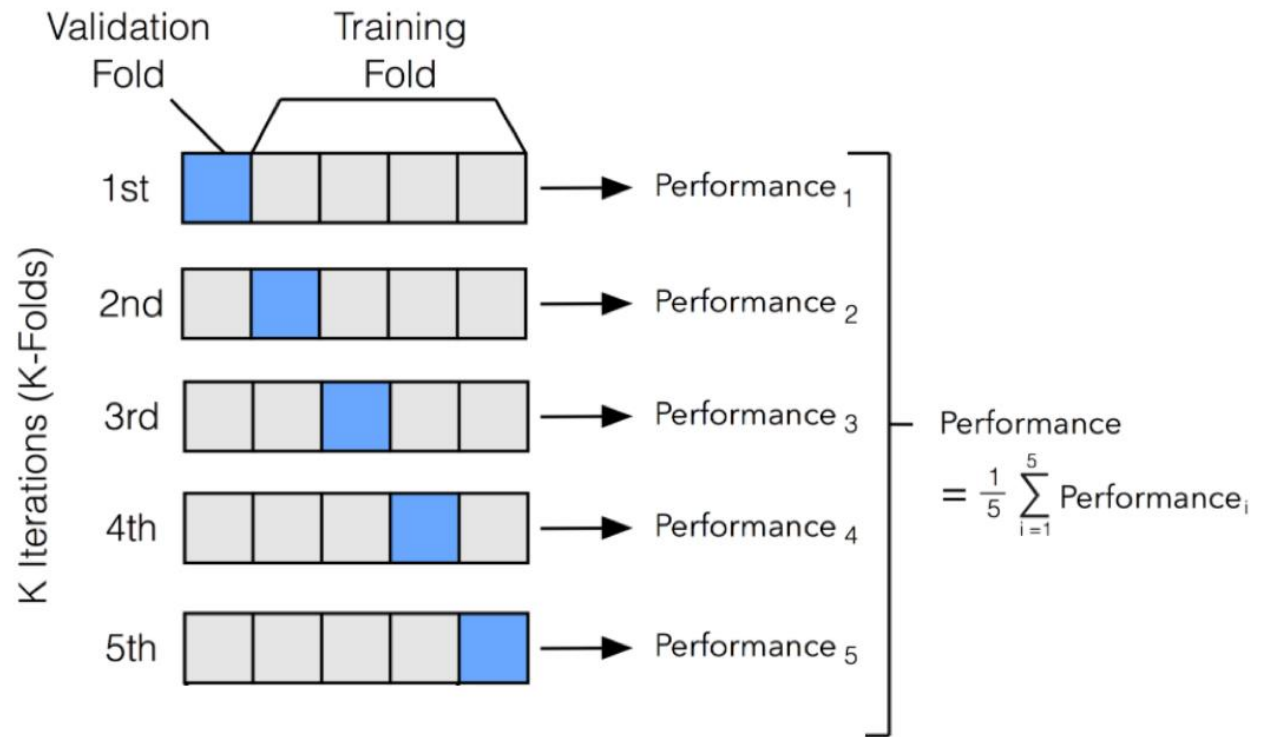 Validation
Fold
Training
Fold
K Iterations (K-Folds)
1st
Performance 1
2nd
Performance 2
3rd
Performance 3
4th
Performance 4
5th
Performance 5
Performance
= 1/5 5∑i=1 Performance i